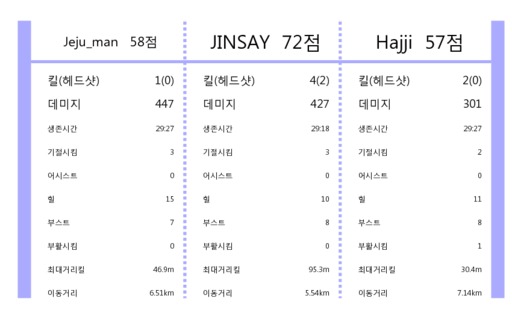 Jeju_man 58점 JINSAY 72점 Hajji 57점
킬(헤드샷) 1(0) 킬(헤드샷) 4(2) 킬(헤드샷) 2(0)
데미지 447 데미지 427 데미지 301
생존시간 29:27 생존시간 29:18 생존시간 29:27
기절시킴 3 기절시킴 3 기절시킴 2
어시스트 0 어시스트 0 어시스트 0
힐 15 힐 10 힐 11
부스트 7 부스트 8 부스트 8
부활시킴 0 부활시킴 0 부활시킴 1
최대거리킬 46.9m 최대거리킬 95.3m 최대거리킬 30.4m
이동거리 6.51km 이동거리 5.54km 이동거리 7.14km